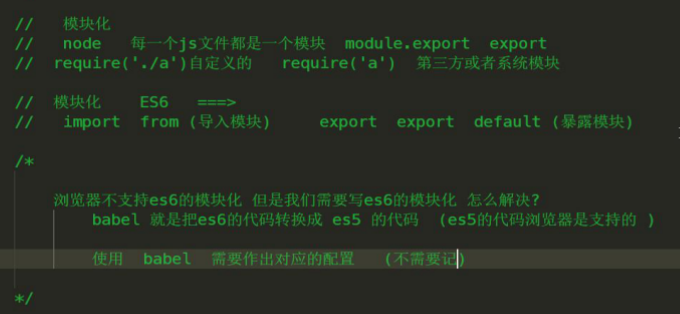 // 模块化
// node 每一个js文件都是一个模块 module.export export
// require('./a')自定义的 require('a') 第三方或者系统模块
// 模块化 ES6 ===>
// import from (导入模块) export export default (暴露模块)
/*
浏览器不支持es6的模块化 但是我们需要写es6的模块化 怎么解决?
babel 就是把es6的代码转换成 es5 的代码 (es5的代码浏览器是支持的 )
使用 babel 需要作出对应的配置 (不需要记)
*/